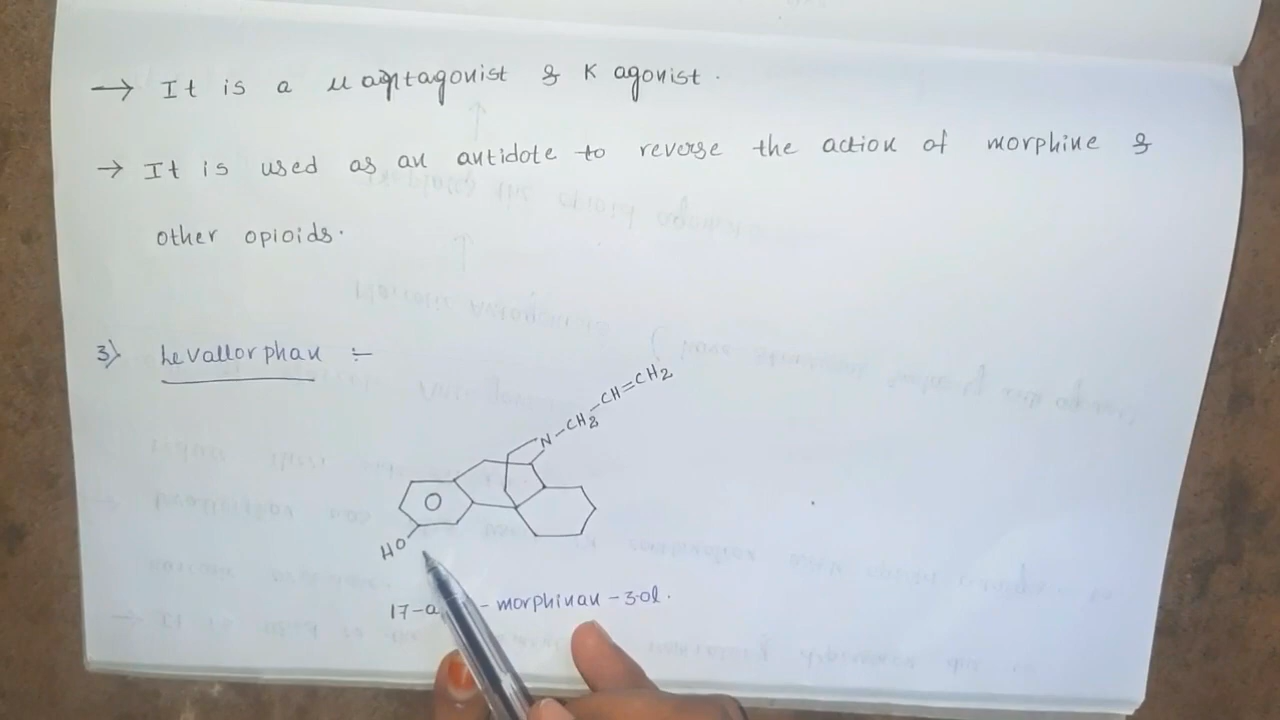 → It is a μ antagonist & K agonist.
→ It is used as an antidote to reverse the action of morphine &
other opioids.
3) Levallorphan :-
N-CH2-CH=CH2
HO
17-a - morphinan - 3-ol.